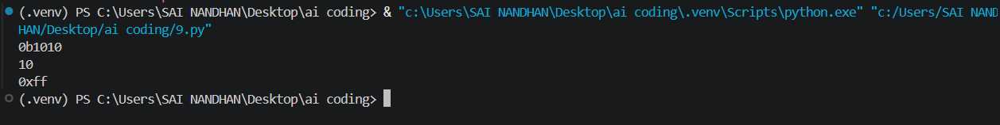 (.venv) PS C:\Users\SAI NANDHAN\Desktop\ai coding> & "c:\Users\SAI NANDHAN\Desktop\ai coding\.venv\Scripts\python.exe" "c:/Users/SAI NAND
HAN/Desktop/ai coding/9.py"
0b1010
10
0xff
(.venv) PS C:\Users\SAI NANDHAN\Desktop\ai coding>